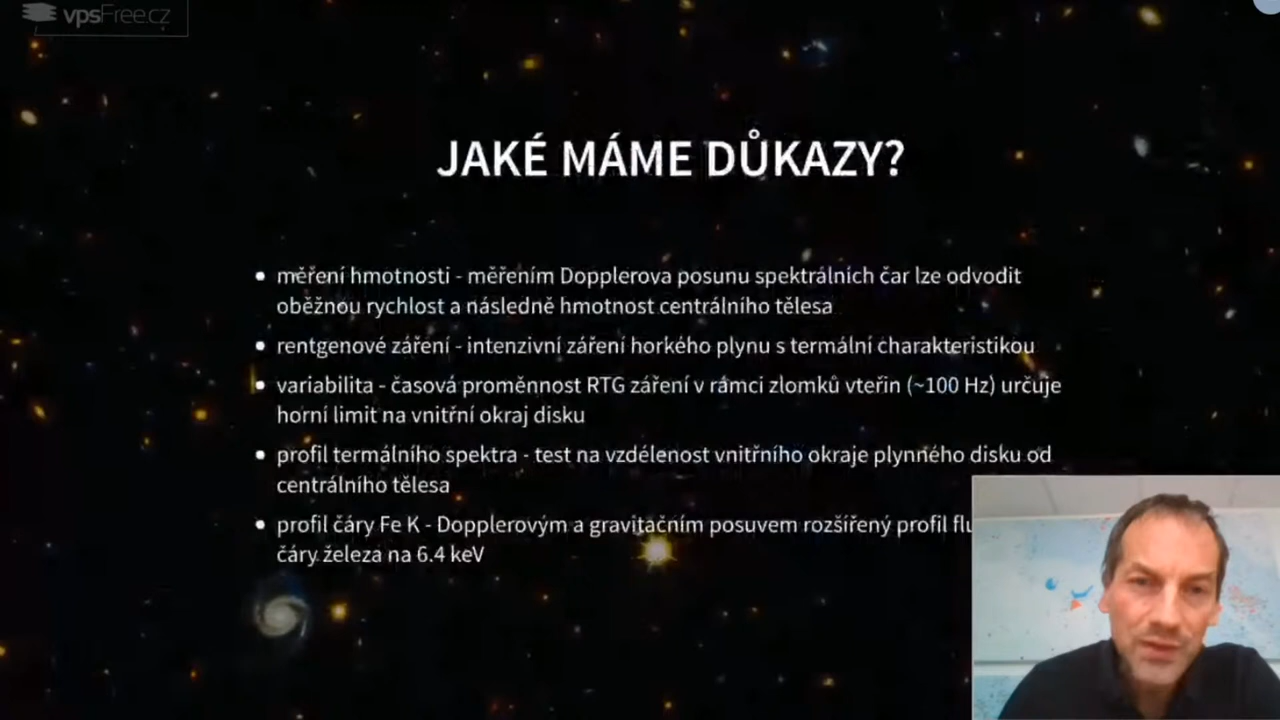 vpsFree.cz
JAKÉ MÁME DŮKAZY?
měření hmotnosti - měřením Dopplerova posunu spektrálních čar lze odvodit
oběžnou rychlost a následně hmotnost centrálního tělesa
rentgenové záření - intenzivní záření horkého plynu s termální charakteristikou
variabilita - časová proměnnost RTG záření v rámci zlomků vteřin (~100 Hz) určuje
horní limit na vnitřní okraj disku
profil termálního spektra - test na vzdélenost vnitřního okraje plynného disku od
centrálního tělesa
profil čáry Fe K - Dopplerovým a gravitačním posuvem rozšířený profil
čáry železa na 6.4 keV